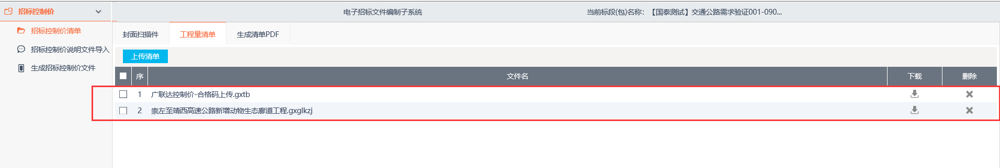 招标控制价
电子招标文件编制子系统
当前标段(包)名称： 【国泰测试】交通公路需求验证001-090...
招标控制价清单
招标控制价说明文件导入
生成招标控制价文件
封面扫描件
工程量清单
生成清单PDF
上传清单
序 文件名 下载 删除
1 广联达控制价-合格码上传.gxtb
2 崇左至靖西高速公路新增动物生态廊道工程.gxglkzj